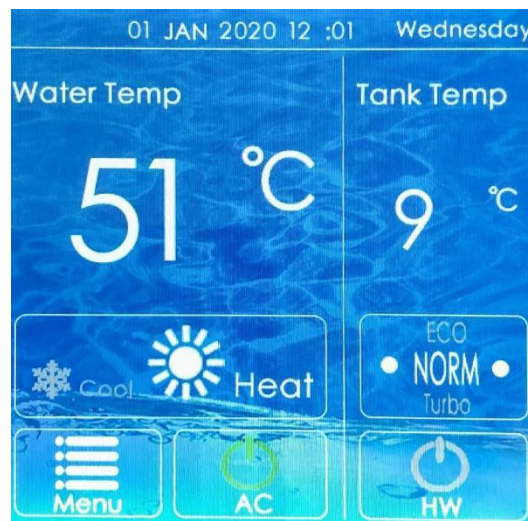 01 JAN 2020 12 :01 Wednesday
Water Temp
Tank Temp
51 °C
9 °C
Cool
Heat
ECO
NORM
Turbo
Menu
AC
HW